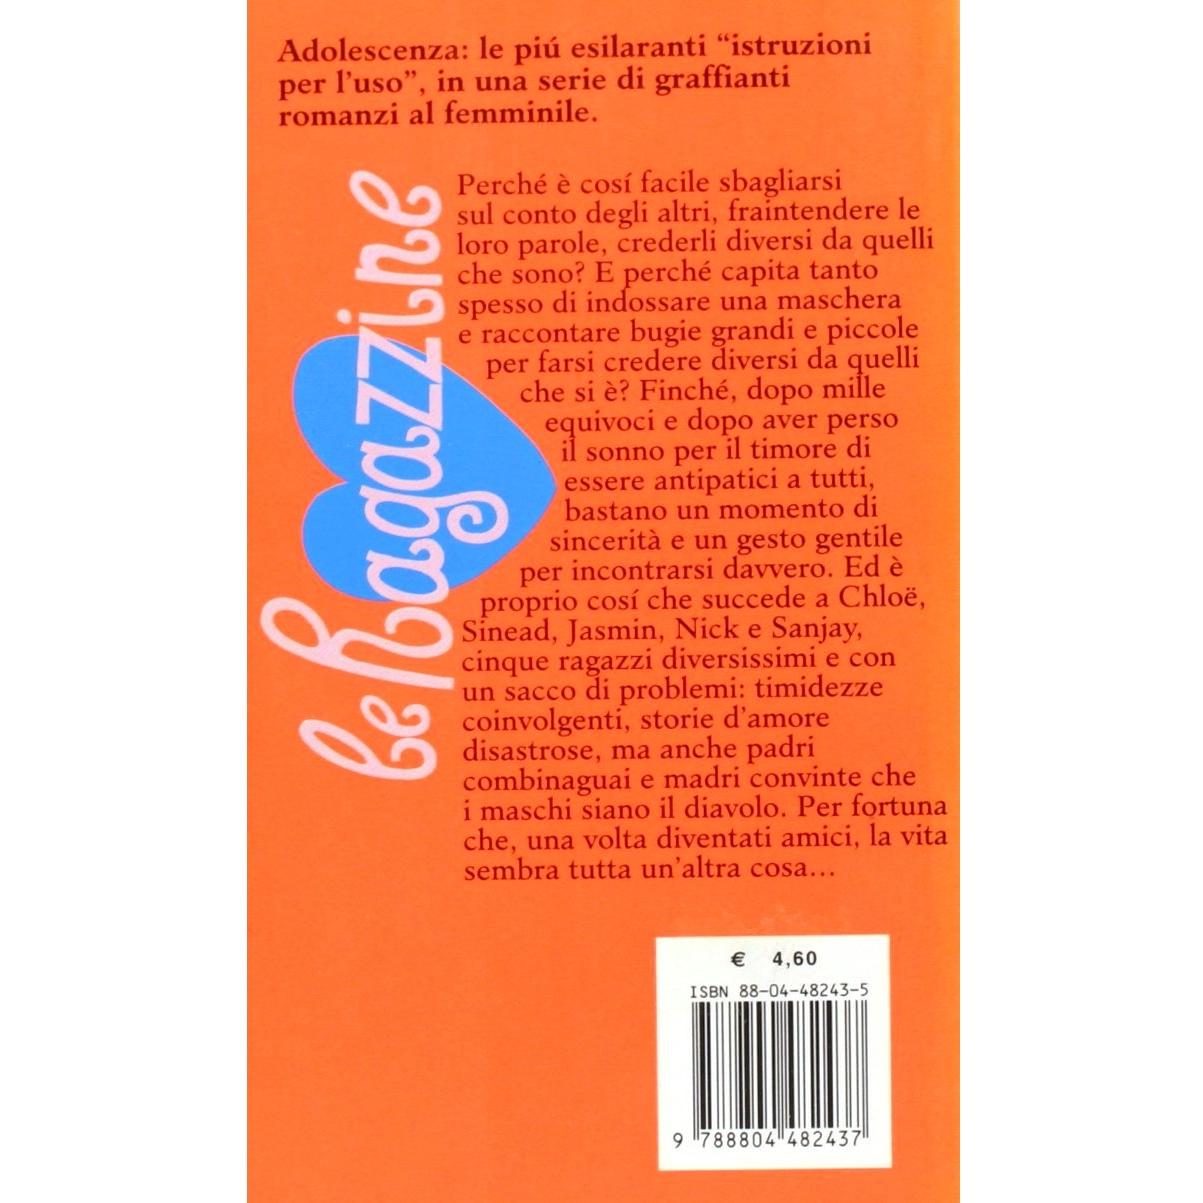 Adolescenza: le piú esilaranti “istruzioni
per l’uso”, in una serie di graffianti
romanzi al femminile.
le Ragazzine
Perché è cosí facile sbagliarsi
sul conto degli altri, fraintendere le
loro parole, crederli diversi da quelli
che sono? E perché capita tanto
spesso di indossare una maschera
e raccontare bugie grandi e piccole
per farsi credere diversi da quelli
che si è? Finché, dopo mille
equivoci e dopo aver perso
il sonno per il timore di
essere antipatici a tutti,
bastano un momento di
sincerità e un gesto gentile
per incontrarsi davvero. Ed è
proprio cosí che succede a Chloë,
Sinead, Jasmin, Nick e Sanjay,
cinque ragazzi diversissimi e con
un sacco di problemi: timidezze
coinvolgenti, storie d’amore
disastrose, ma anche padri
combinaguai e madri convinte che
i maschi siano il diavolo. Per fortuna
che, una volta diventati amici, la vita
sembra tutta un’altra cosa...
€ 4,60
ISBN 88-04-48243-5
9 788804 482437